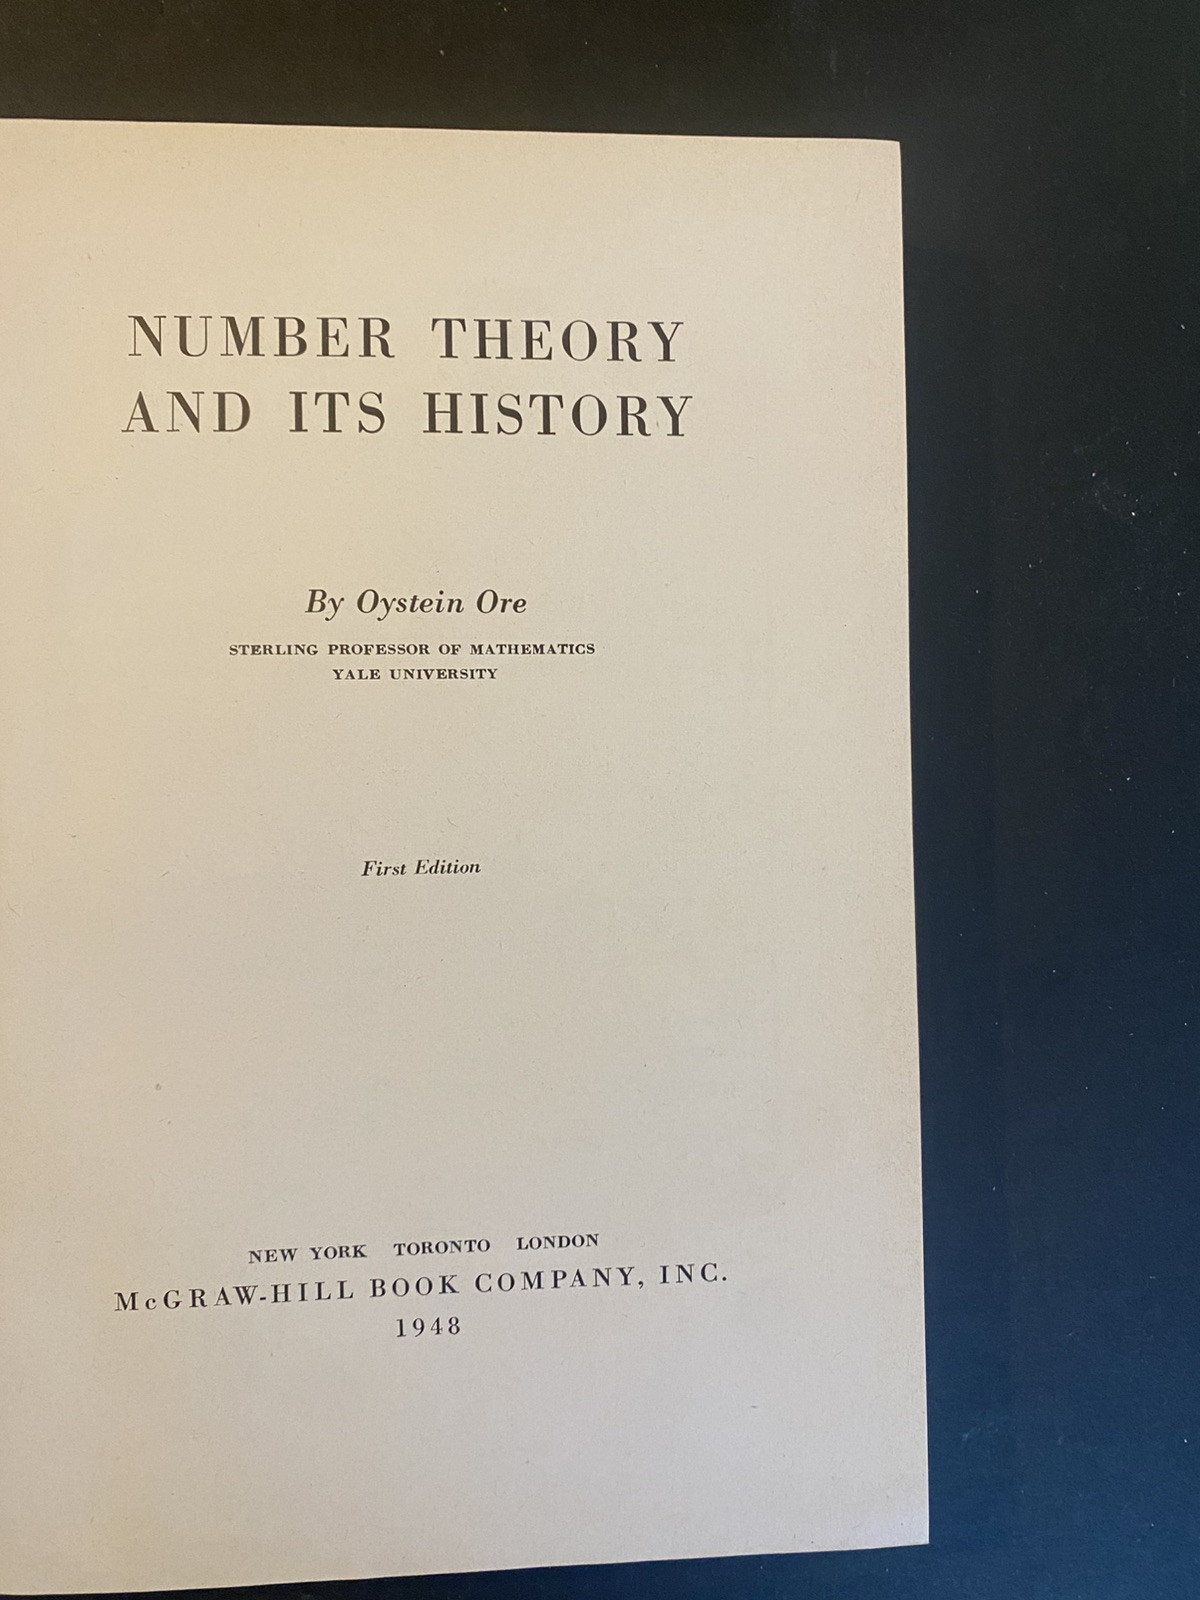 NUMBER THEORY
AND ITS HISTORY
By Oystein Ore
STERLING PROFESSOR OF MATHEMATICS
YALE UNIVERSITY
First Edition
NEW YORK TORONTO LONDON
McGRAW-HILL BOOK COMPANY, INC.
1948